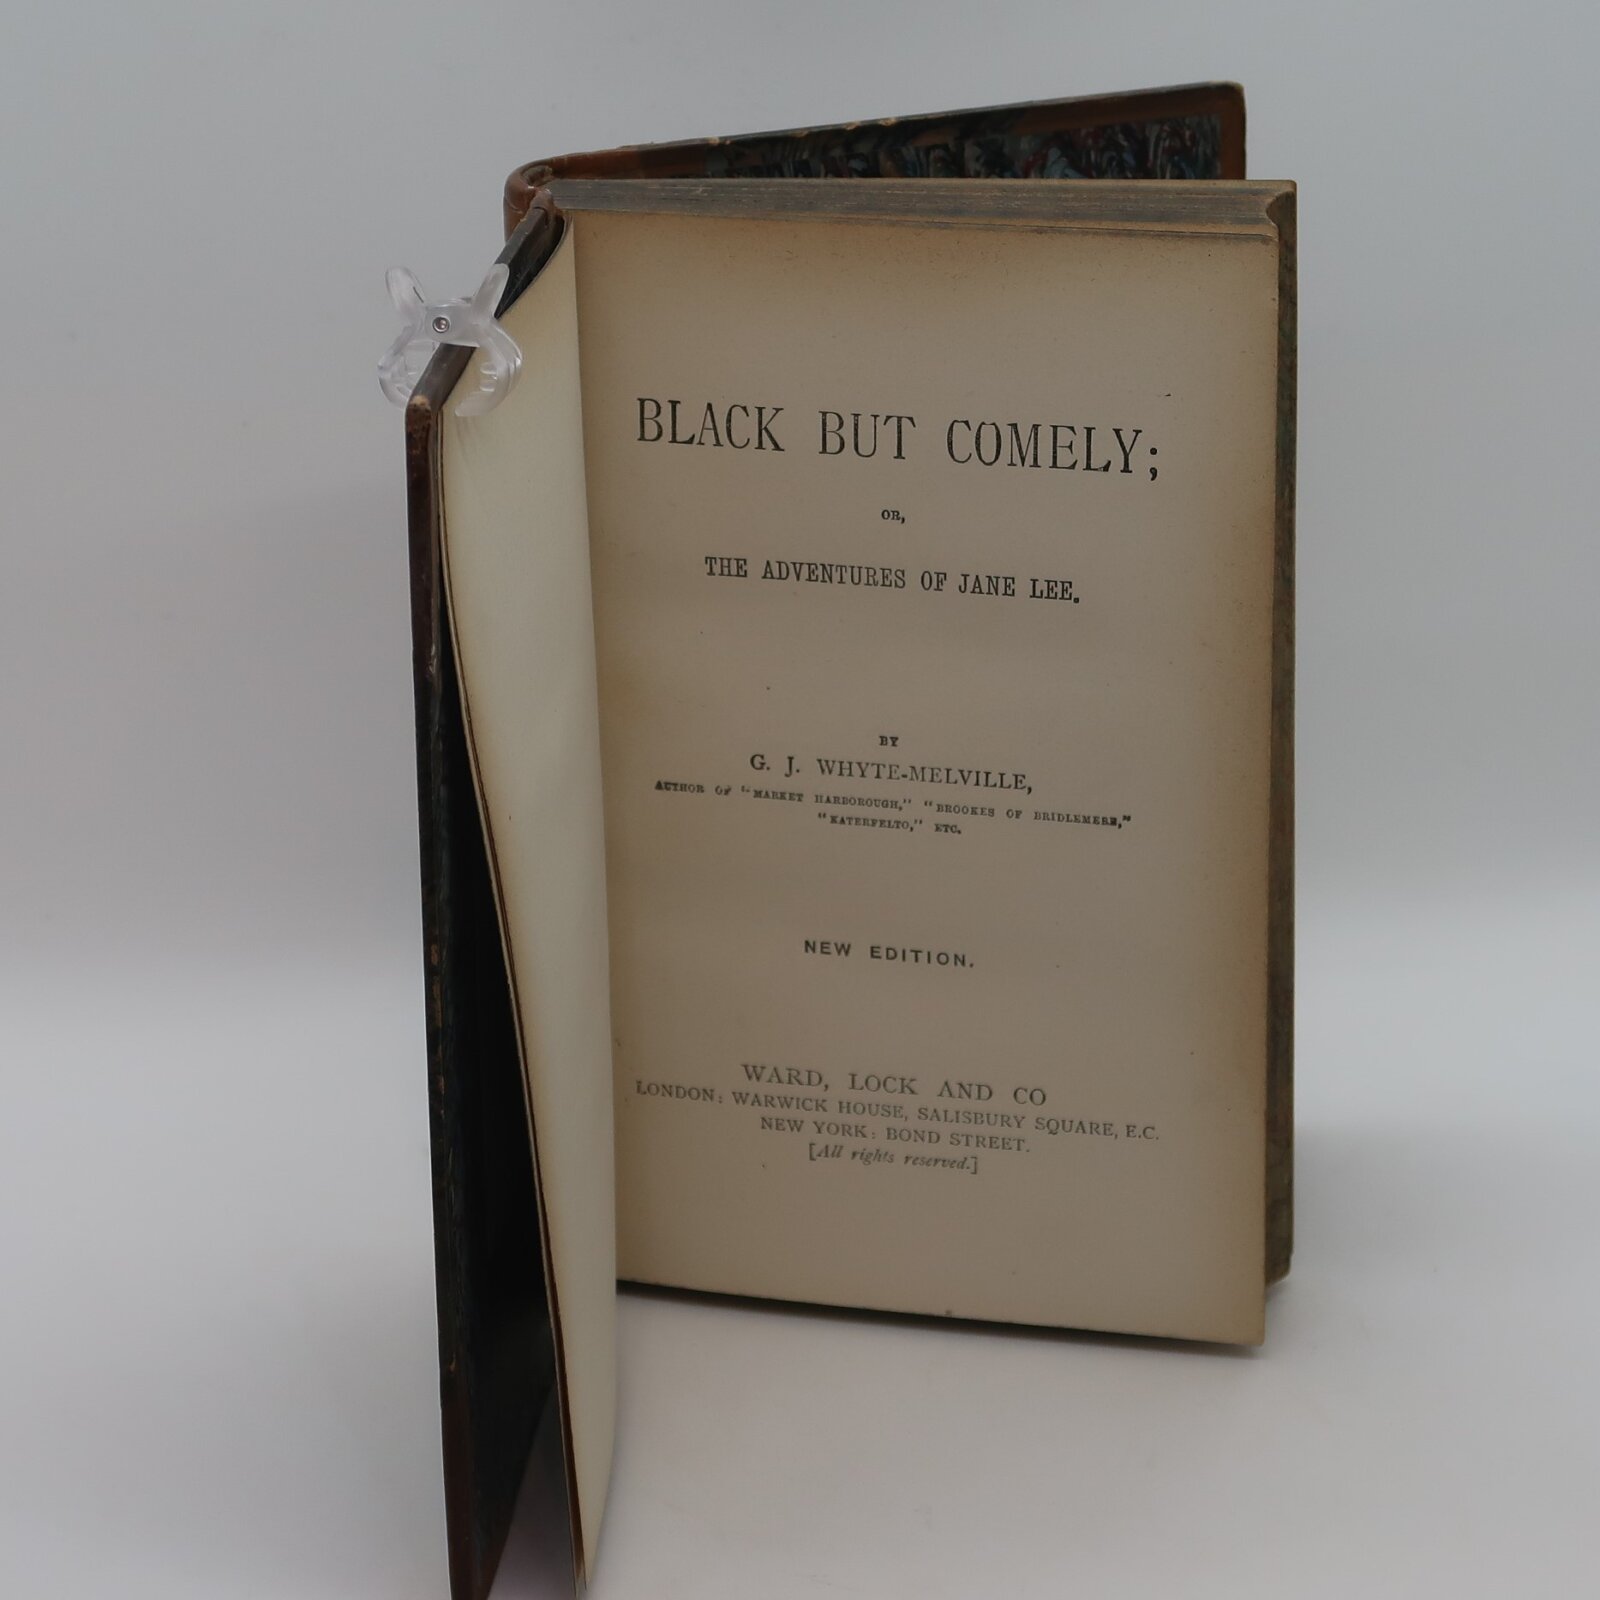 BLACK BUT COMELY;
OR,
THE ADVENTURES OF JANE LEE.
BY
G. J. WHYTE-MELVILLE,
AUTHOR OF "MARKET HARBOROUGH," "BROOKES OF BRIDLEMERE,"
"KATERFELTO," ETC.
NEW EDITION.
WARD, LOCK AND CO
LONDON: WARWICK HOUSE, SALISBURY SQUARE, E.C.
NEW YORK: BOND STREET.
[All rights reserved.]